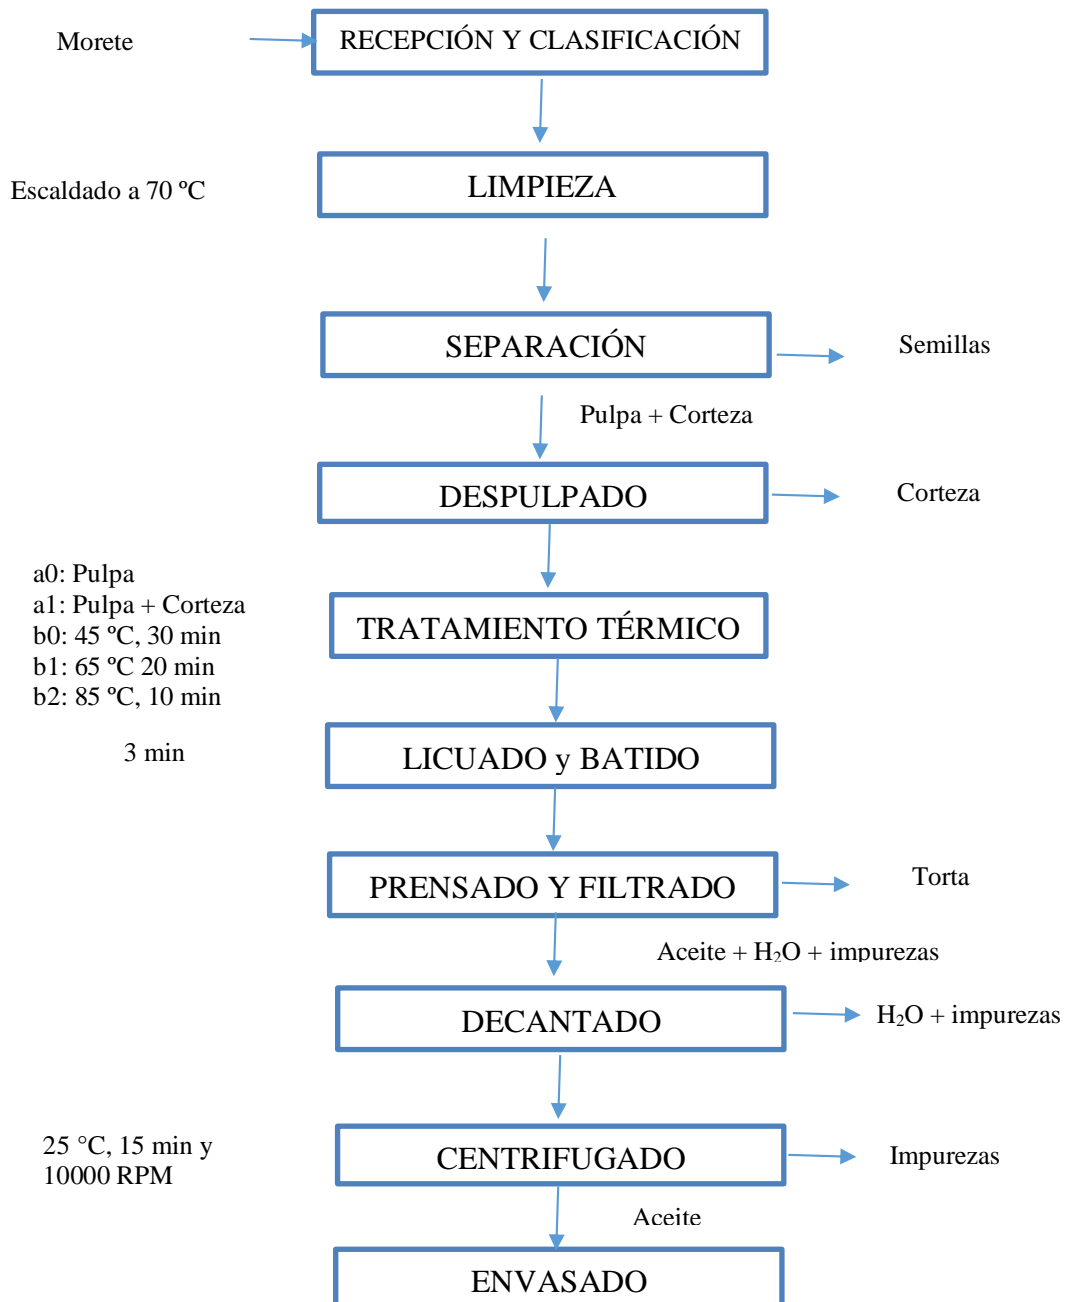 Morete
RECEPCIÓN Y CLASIFICACIÓN
Escaldado a 70 ºC
LIMPIEZA
SEPARACIÓN
Semillas
Pulpa + Corteza
DESPULPADO
Corteza
a0: Pulpa
a1: Pulpa + Corteza
b0: 45 ºC, 30 min
b1: 65 ºC 20 min
b2: 85 ºC, 10 min
TRATAMIENTO TÉRMICO
3 min
LICUADO y BATIDO
PRENSADO Y FILTRADO
Torta
Aceite + H₂O + impurezas
DECANTADO
H₂O + impurezas
25 °C, 15 min y
10000 RPM
CENTRIFUGADO
Impurezas
Aceite
ENVASADO